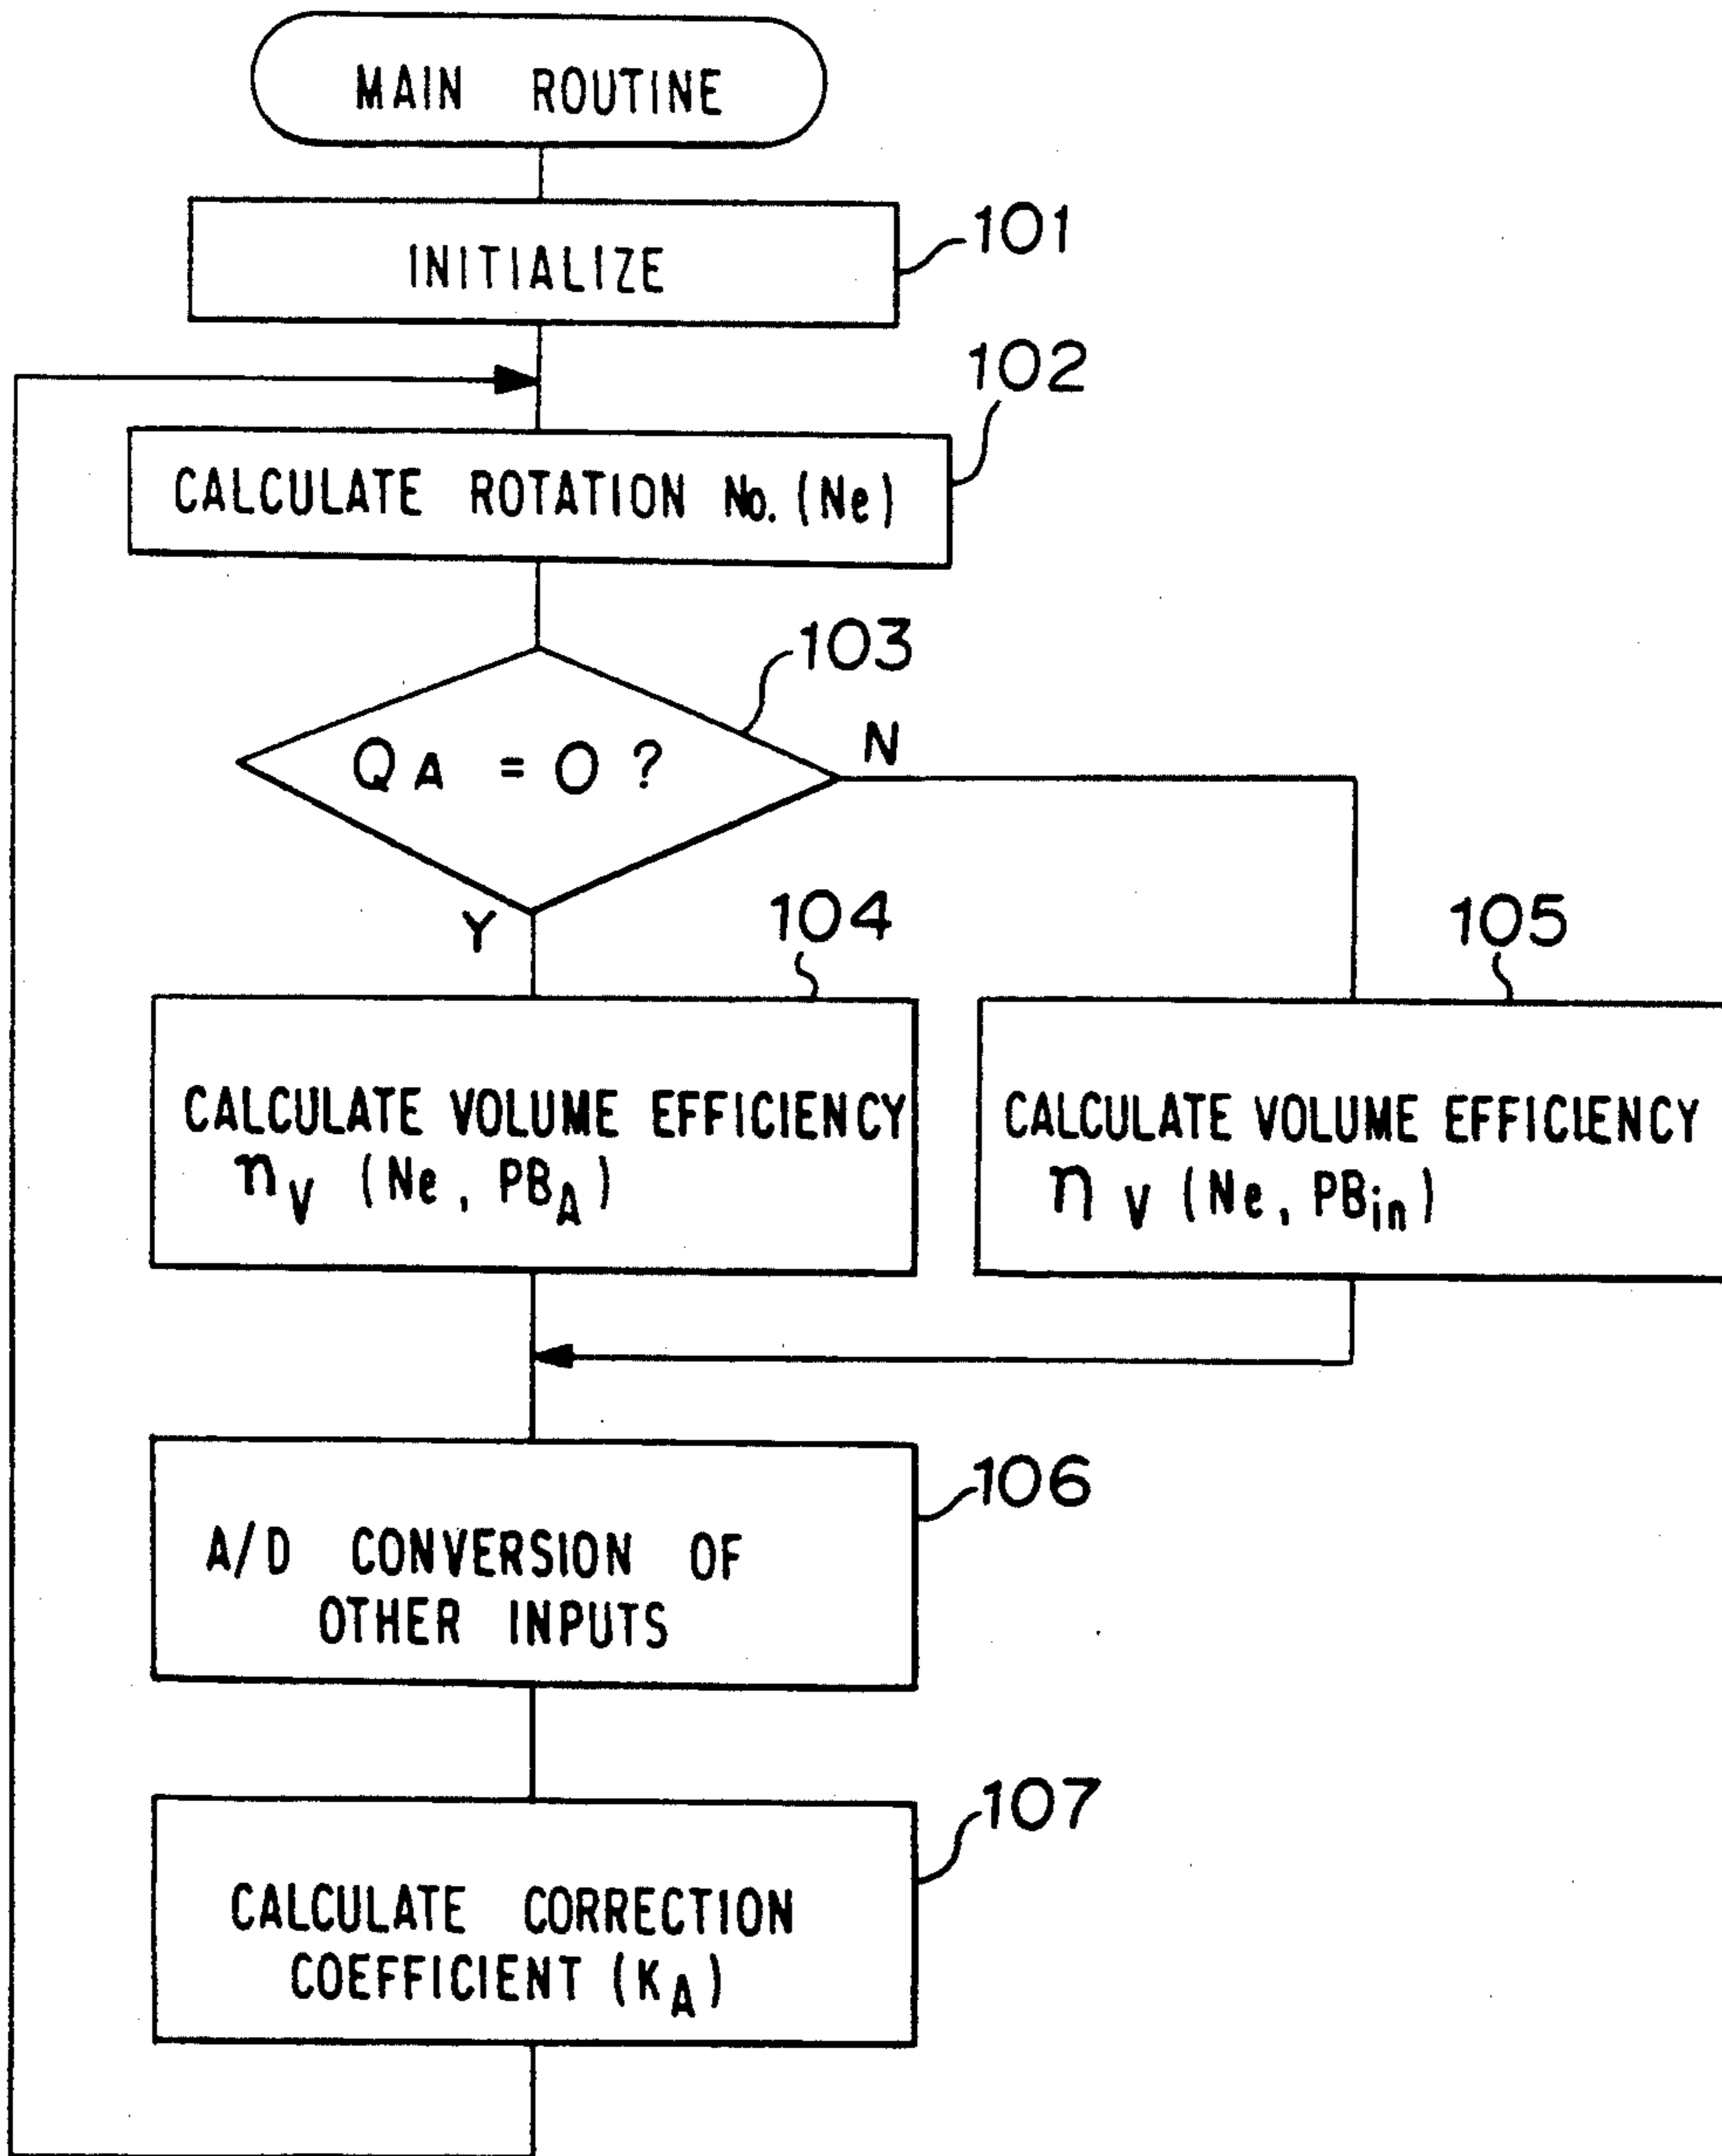 MAIN ROUTINE
INITIALIZE
101
102
CALCULATE ROTATION No. (Ne)
103
QA = 0 ?
N
Y
104
105
CALCULATE VOLUME EFFICIENCY
ηV (Ne, PBA)
CALCULATE VOLUME EFFICIENCY
ηV (Ne, PBin)
106
A/D CONVERSION OF
OTHER INPUTS
107
CALCULATE CORRECTION
COEFFICIENT (KA)